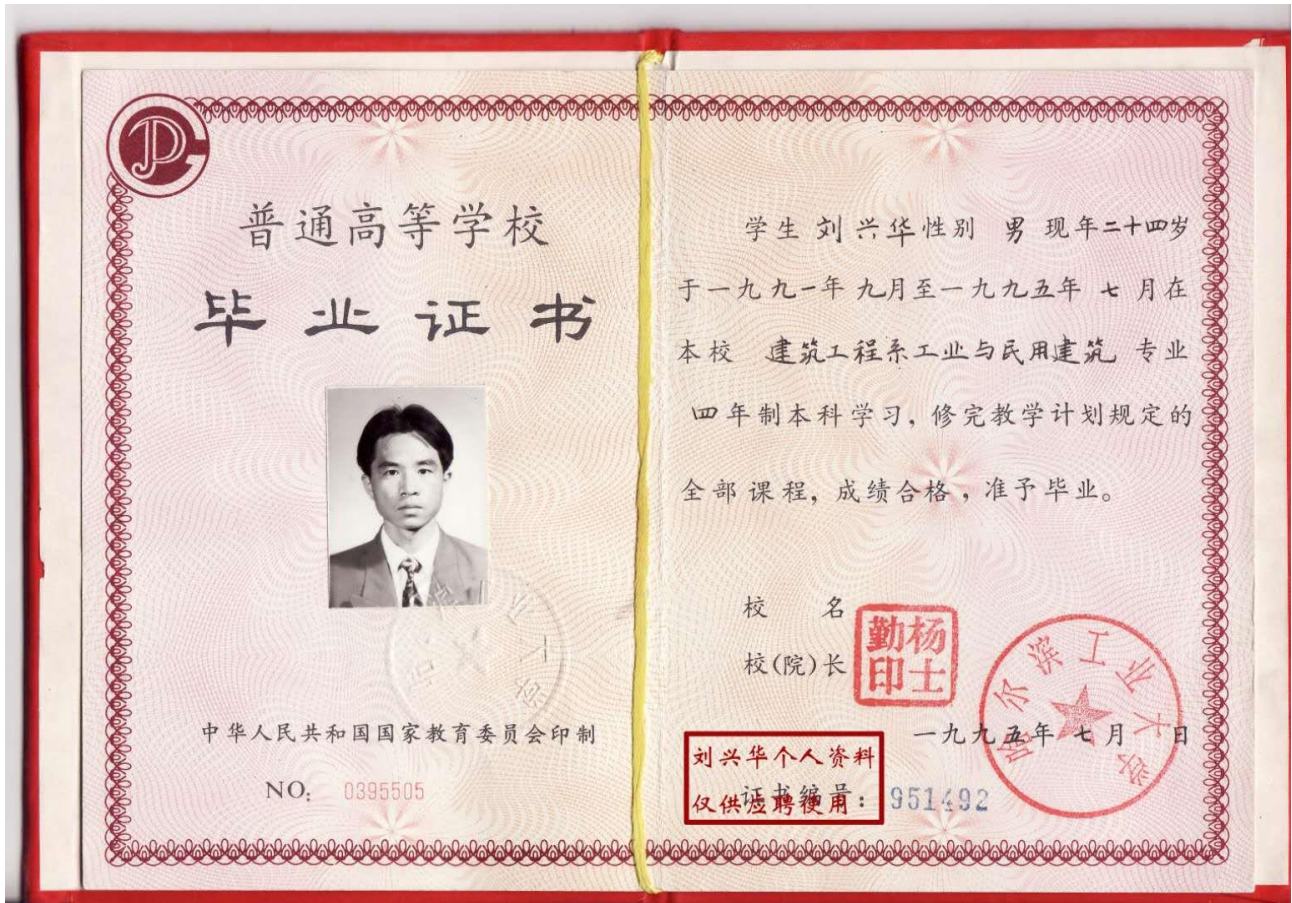 普通高等学校
毕业证书
中华人民共和国国家教育委员会印制
NO: 0395505
学生 刘兴华 性别 男 现年二十四岁
于一九九一年 九月至一九九五年 七月在
本校 建筑工程系工业与民用建筑 专业
四年制本科学习, 修完教学计划规定的
全部课程, 成绩合格, 准予毕业。
校 名
校(院)长
杨士勤印
哈尔滨工业大学
一九九五年 七月 日
刘兴华个人资料
仅供应聘使用
证书编号: 951492